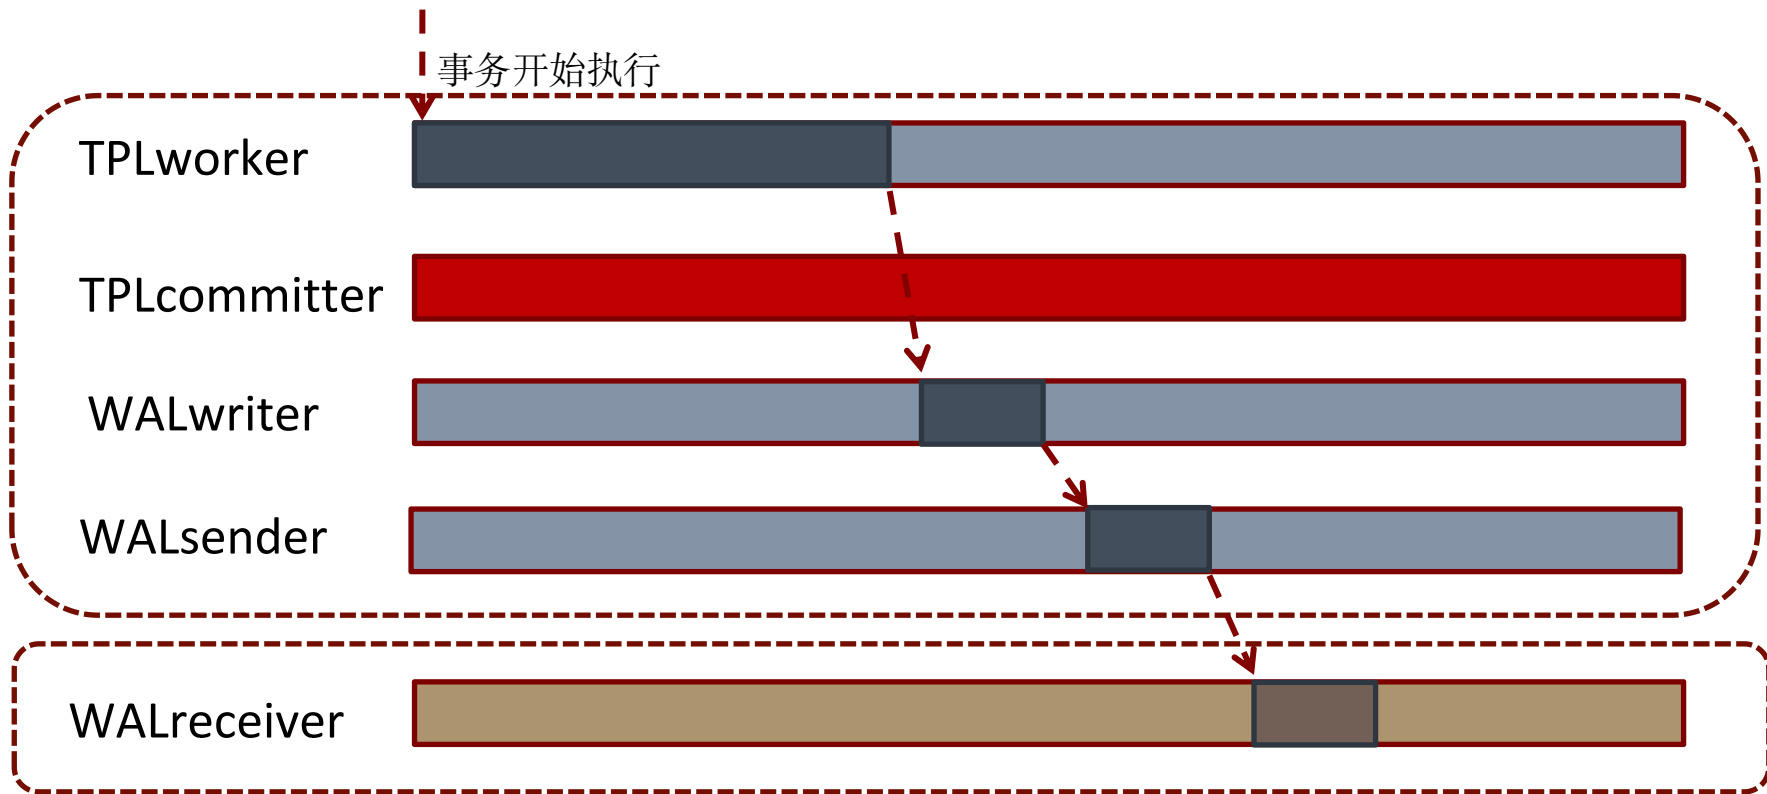 事务开始执行
TPLworker
TPLcommitter
WALwriter
WALsender
WALreceiver